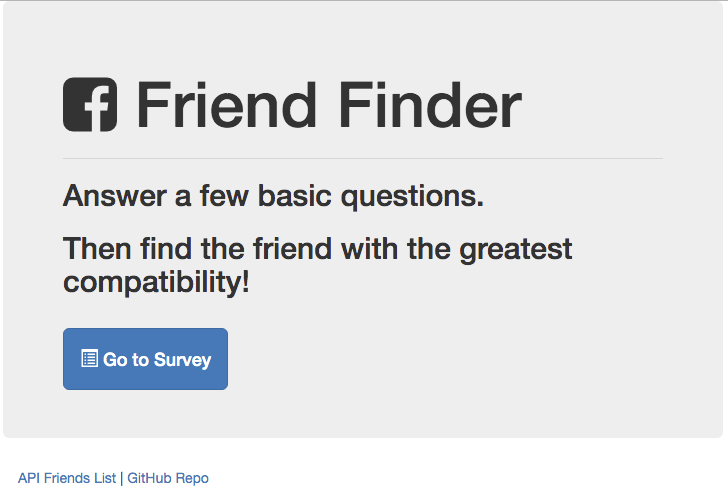 Friend Finder
Answer a few basic questions.
Then find the friend with the greatest
compatibility!
Go to Survey
API Friends List | GitHub Repo